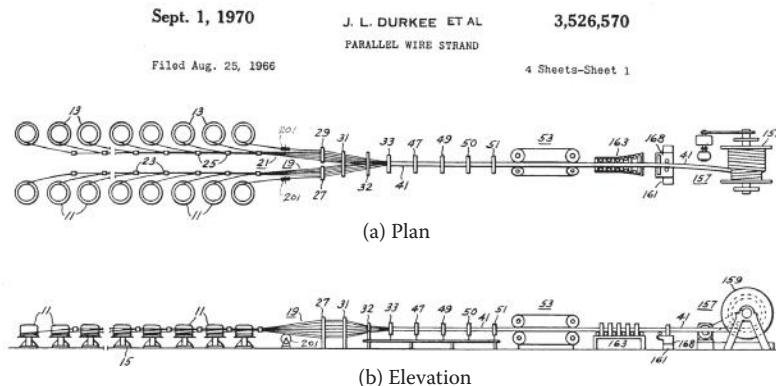 Sept. 1, 1970 J. L. DURKEE ET AL 3,526,570
PARALLEL WIRE STRAND
Filed Aug. 25, 1966 4 Sheets-Sheet 1
13 13 201 29 31 33 47 49 50 51 53 163 168 41 159
23 25 21 19 32 41 157
11 11 201 27 161
(a) Plan
11 11 19 27 31 32 33 47 49 50 41 51 53 41 157 159
15 201 163 161 168
(b) Elevation